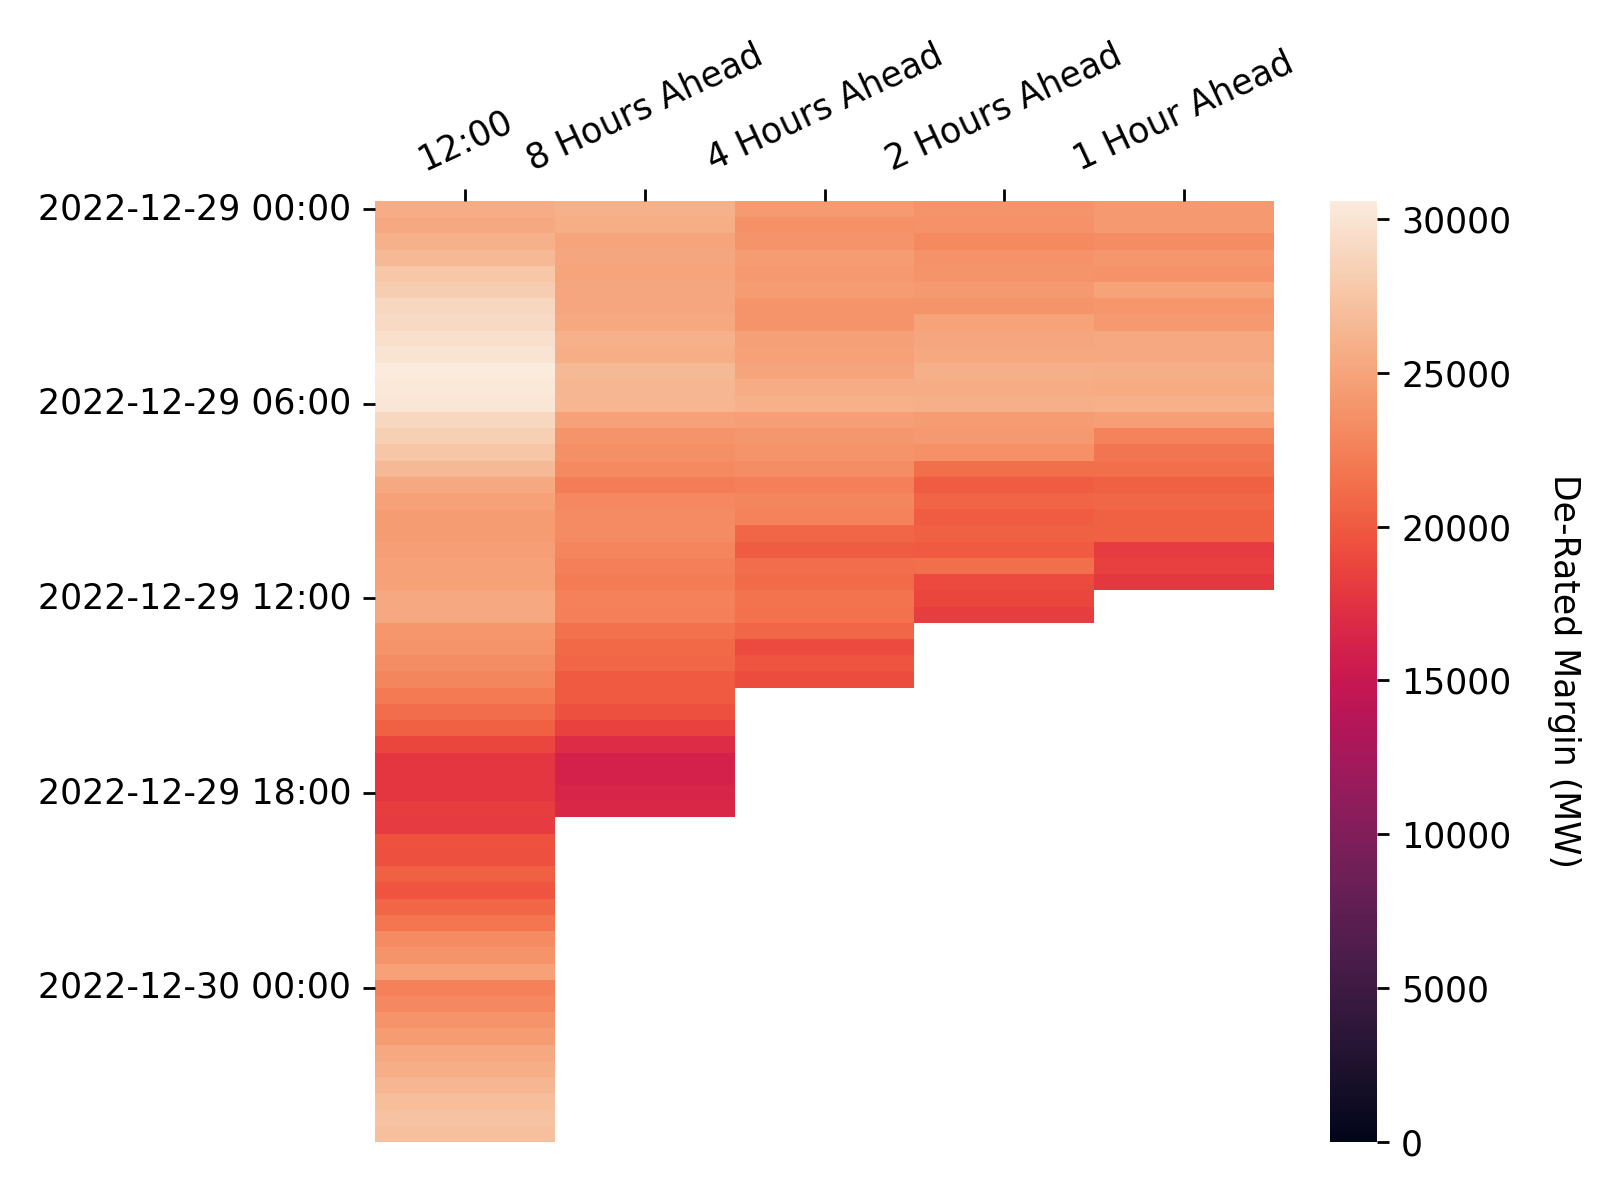 12:00
8 Hours Ahead
4 Hours Ahead
2 Hours Ahead
1 Hour Ahead
2022-12-29 00:00
2022-12-29 06:00
2022-12-29 12:00
2022-12-29 18:00
2022-12-30 00:00
30000
25000
20000
15000
10000
5000
0
De-Rated Margin (MW)